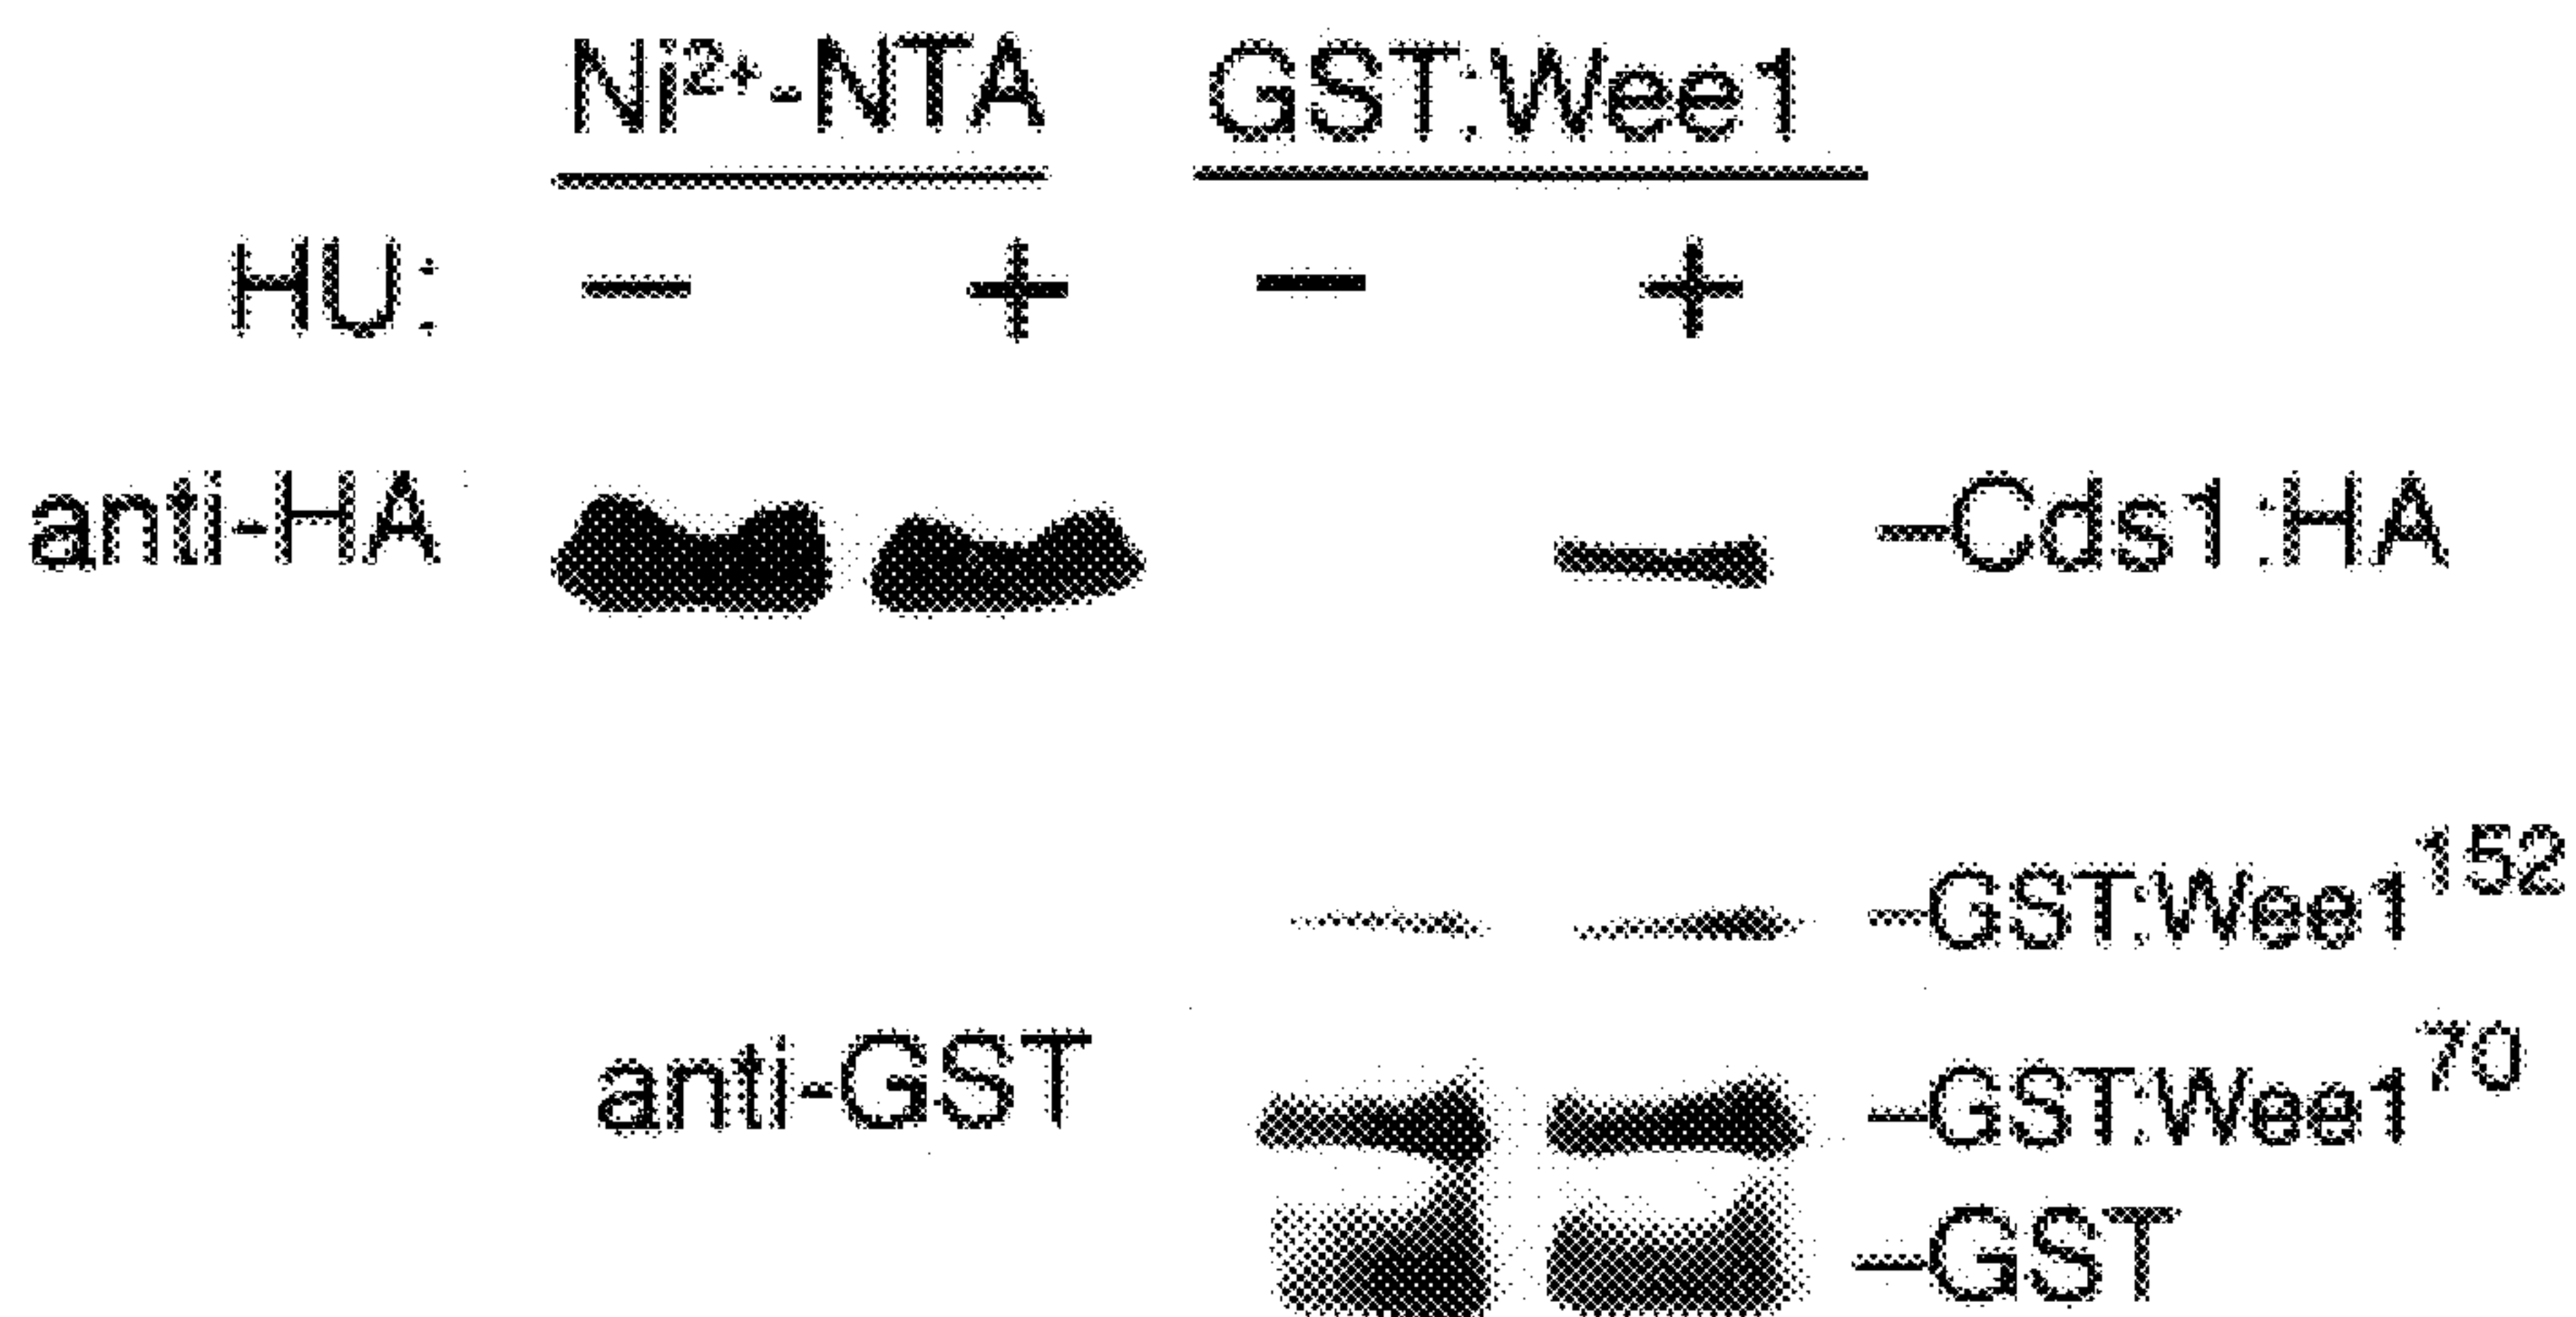 Ni²⁺-NTA GST:Wee1
HU: − + − +
anti-HA –Cds1:HA
–GST:Wee1¹⁵²
anti-GST –GST:Wee1⁷⁰
–GST